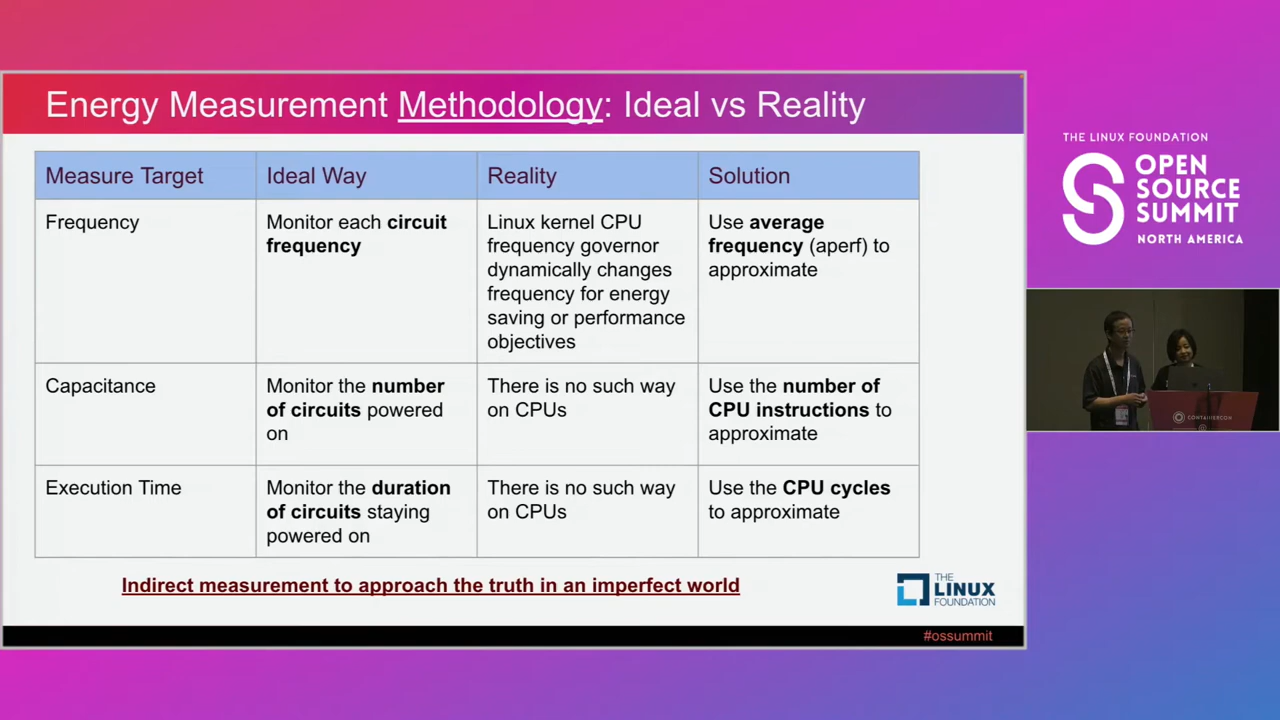 Energy Measurement Methodology: Ideal vs Reality
Measure Target
Ideal Way
Reality
Solution
Frequency
Monitor each circuit
frequency
Linux kernel CPU
frequency governor
dynamically changes
frequency for energy
saving or performance
objectives
Use average
frequency (aperf) to
approximate
Capacitance
Monitor the number
of circuits powered
on
There is no such way
on CPUs
Use the number of
CPU instructions to
approximate
Execution Time
Monitor the duration
of circuits staying
powered on
There is no such way
on CPUs
Use the CPU cycles
to approximate
Indirect measurement to approach the truth in an imperfect world
THE
LINUX
FOUNDATION
#ossummit
THE LINUX FOUNDATION
OPEN
SOURCE
SUMMIT
NORTH AMERICA
CONTAINERCON